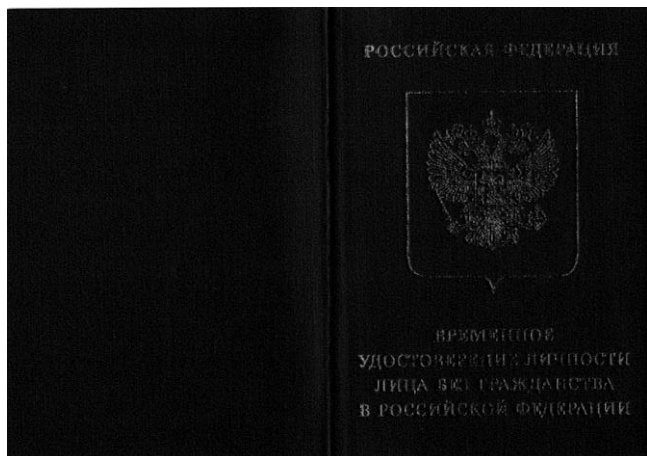 РОССИЙСКАЯ ФЕДЕРАЦИЯ
ВРЕМЕННОЕ
УДОСТОВЕРЕНИЕ ЛИЧНОСТИ
ЛИЦА БЕЗ ГРАЖДАНСТВА
В РОССИЙСКОЙ ФЕДЕРАЦИИ